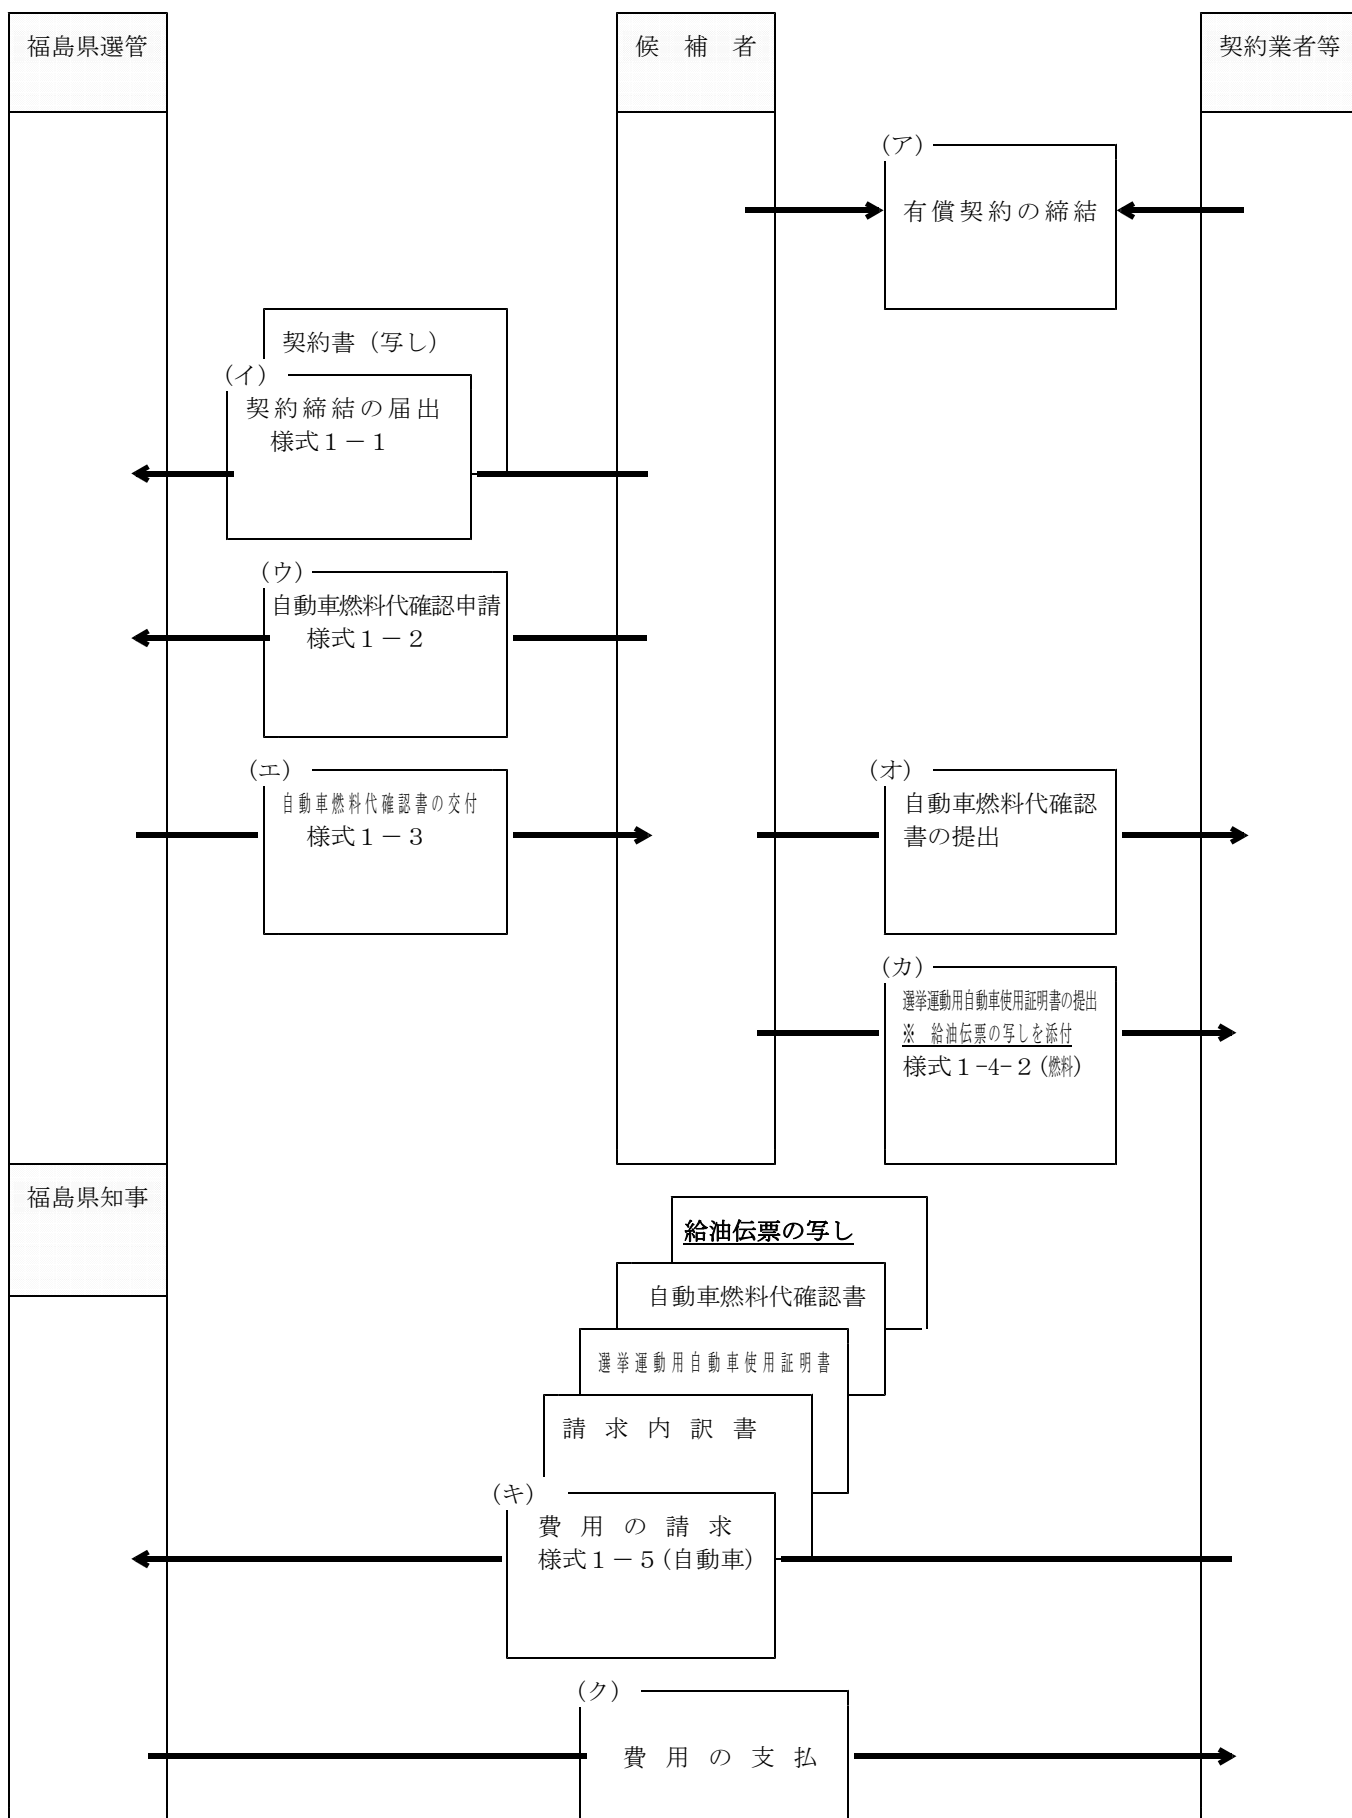 福島県選管
候　補　者
契約業者等
(ア)
有償契約の締結
契約書（写し）
(イ)
契約締結の届出
様式１－１
(ウ)
自動車燃料代確認申請
様式１－２
(エ)
自動車燃料代確認書の交付
様式１－３
(オ)
自動車燃料代確認
書の提出
(カ)
選挙運動用自動車使用証明書の提出
※　給油伝票の写しを添付
様式１-4-２(燃料)
福島県知事
給油伝票の写し
自動車燃料代確認書
選挙運動用自動車使用証明書
請求内訳書
(キ)
費用の請求
様式１－５(自動車)
(ク)
費用の支払